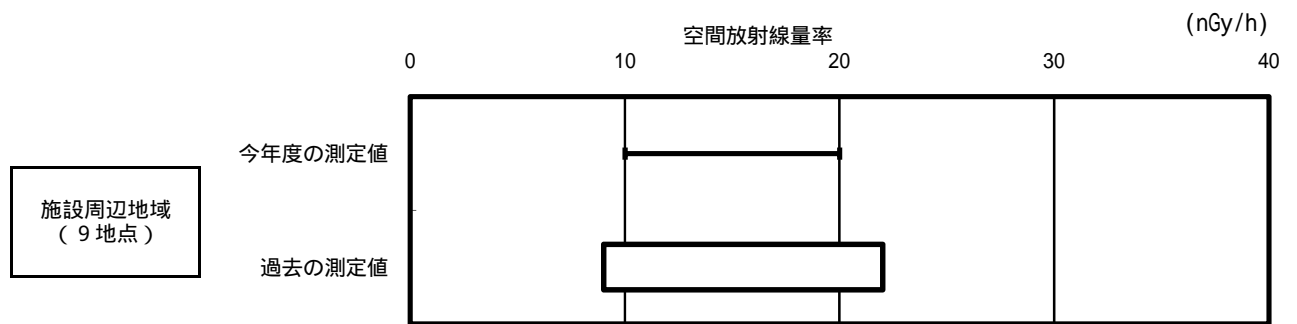 (nGy/h)
空間放射線量率
0 10 20 30 40
今年度の測定値
施設周辺地域
(9地点)
過去の測定値